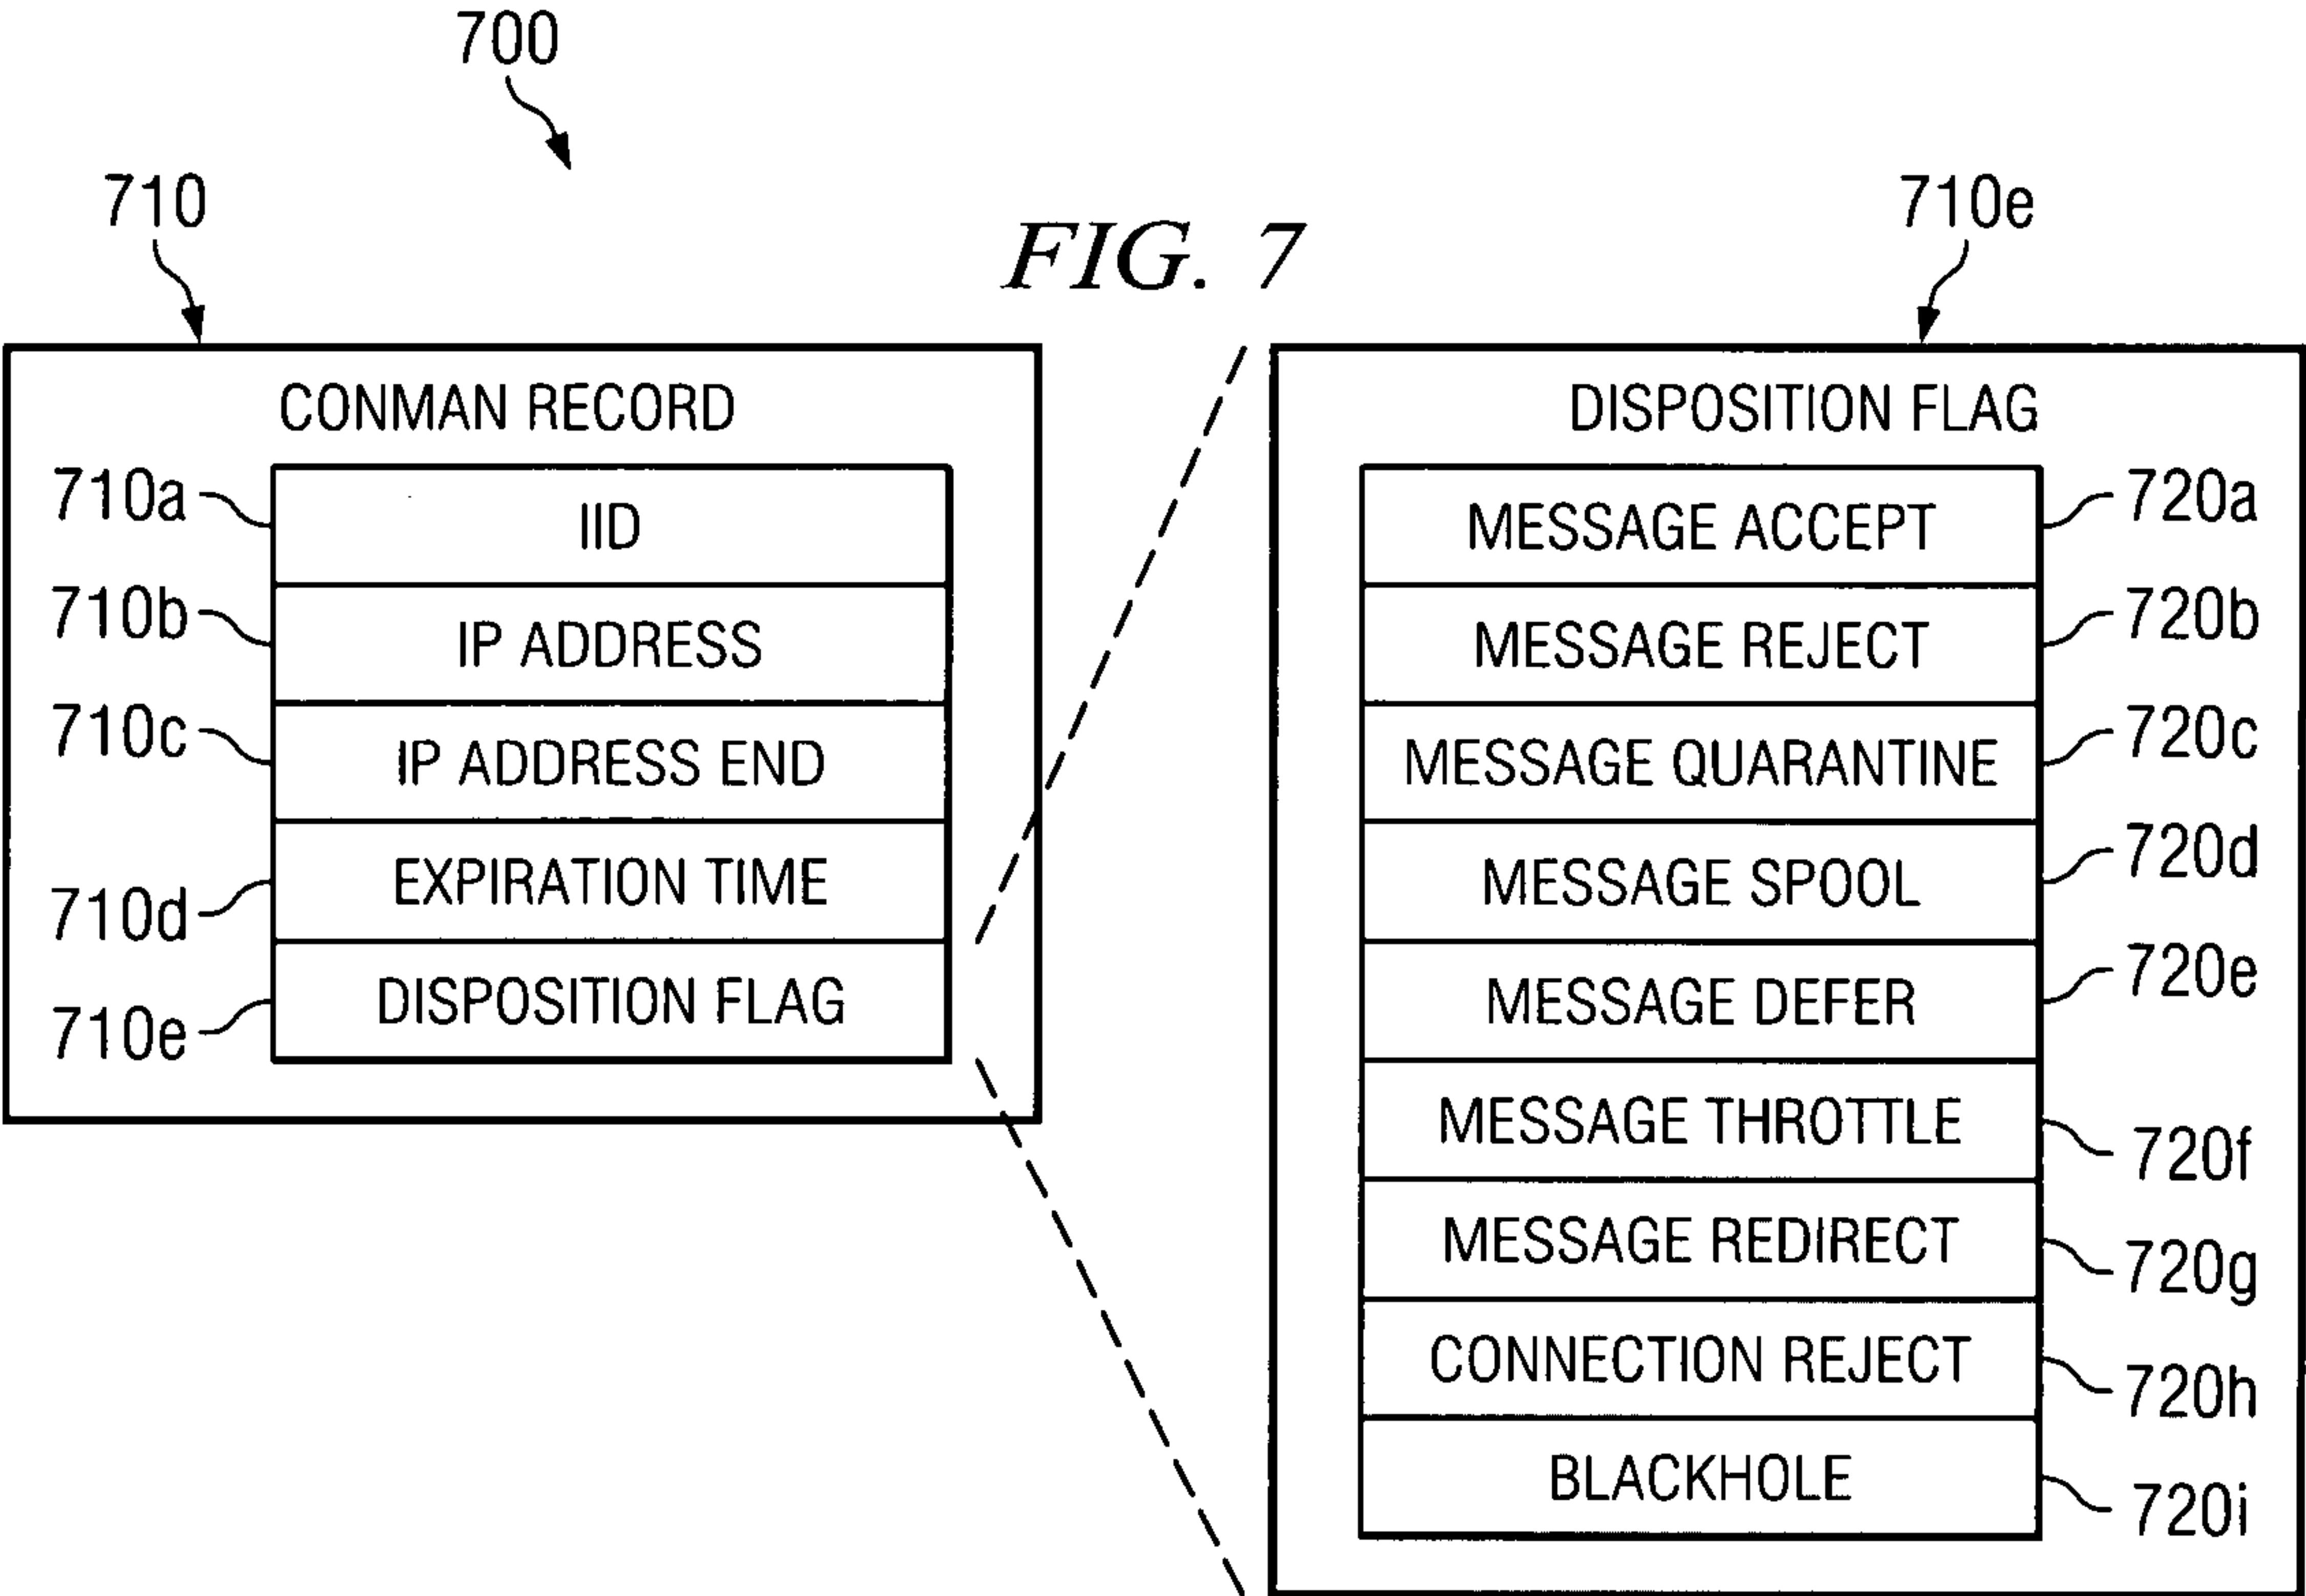 700
710
FIG. 7
710e
CONMAN RECORD
710a
IID
710b
IP ADDRESS
710c
IP ADDRESS END
710d
EXPIRATION TIME
710e
DISPOSITION FLAG
DISPOSITION FLAG
MESSAGE ACCEPT
720a
MESSAGE REJECT
720b
MESSAGE QUARANTINE
720c
MESSAGE SPOOL
720d
MESSAGE DEFER
720e
MESSAGE THROTTLE
720f
MESSAGE REDIRECT
720g
CONNECTION REJECT
720h
BLACKHOLE
720i